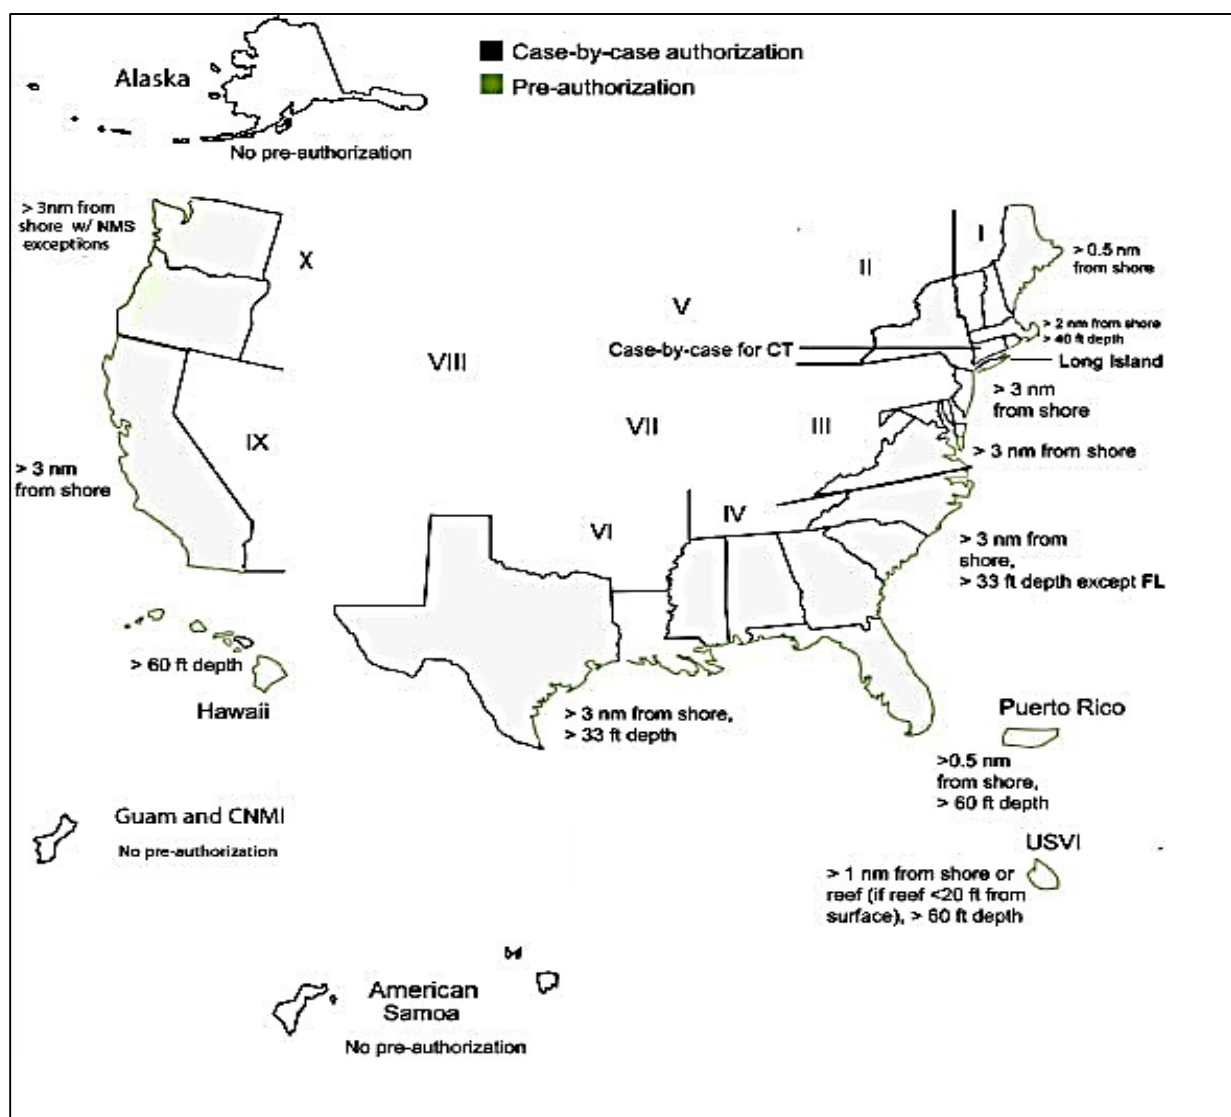 Case-by-case authorization
Pre-authorization
Alaska
No pre-authorization
> 3nm from
shore w/ NMS
exceptions
X
I
II
> 0.5 nm
from shore
V
> 2 nm from shore
> 40 ft depth
Case-by-case for CT
Long Island
VIII
> 3 nm
from shore
IX
VII
III
> 3 nm from shore
> 3 nm
from shore
VI
IV
> 3 nm from
shore,
> 33 ft depth except FL
> 60 ft depth
Hawaii
> 3 nm from shore,
> 33 ft depth
Puerto Rico
>0.5 nm
from shore,
> 60 ft depth
Guam and CNMI
No pre-authorization
USVI
> 1 nm from shore or
reef (if reef <20 ft from
surface), > 60 ft depth
American
Samoa
No pre-authorization